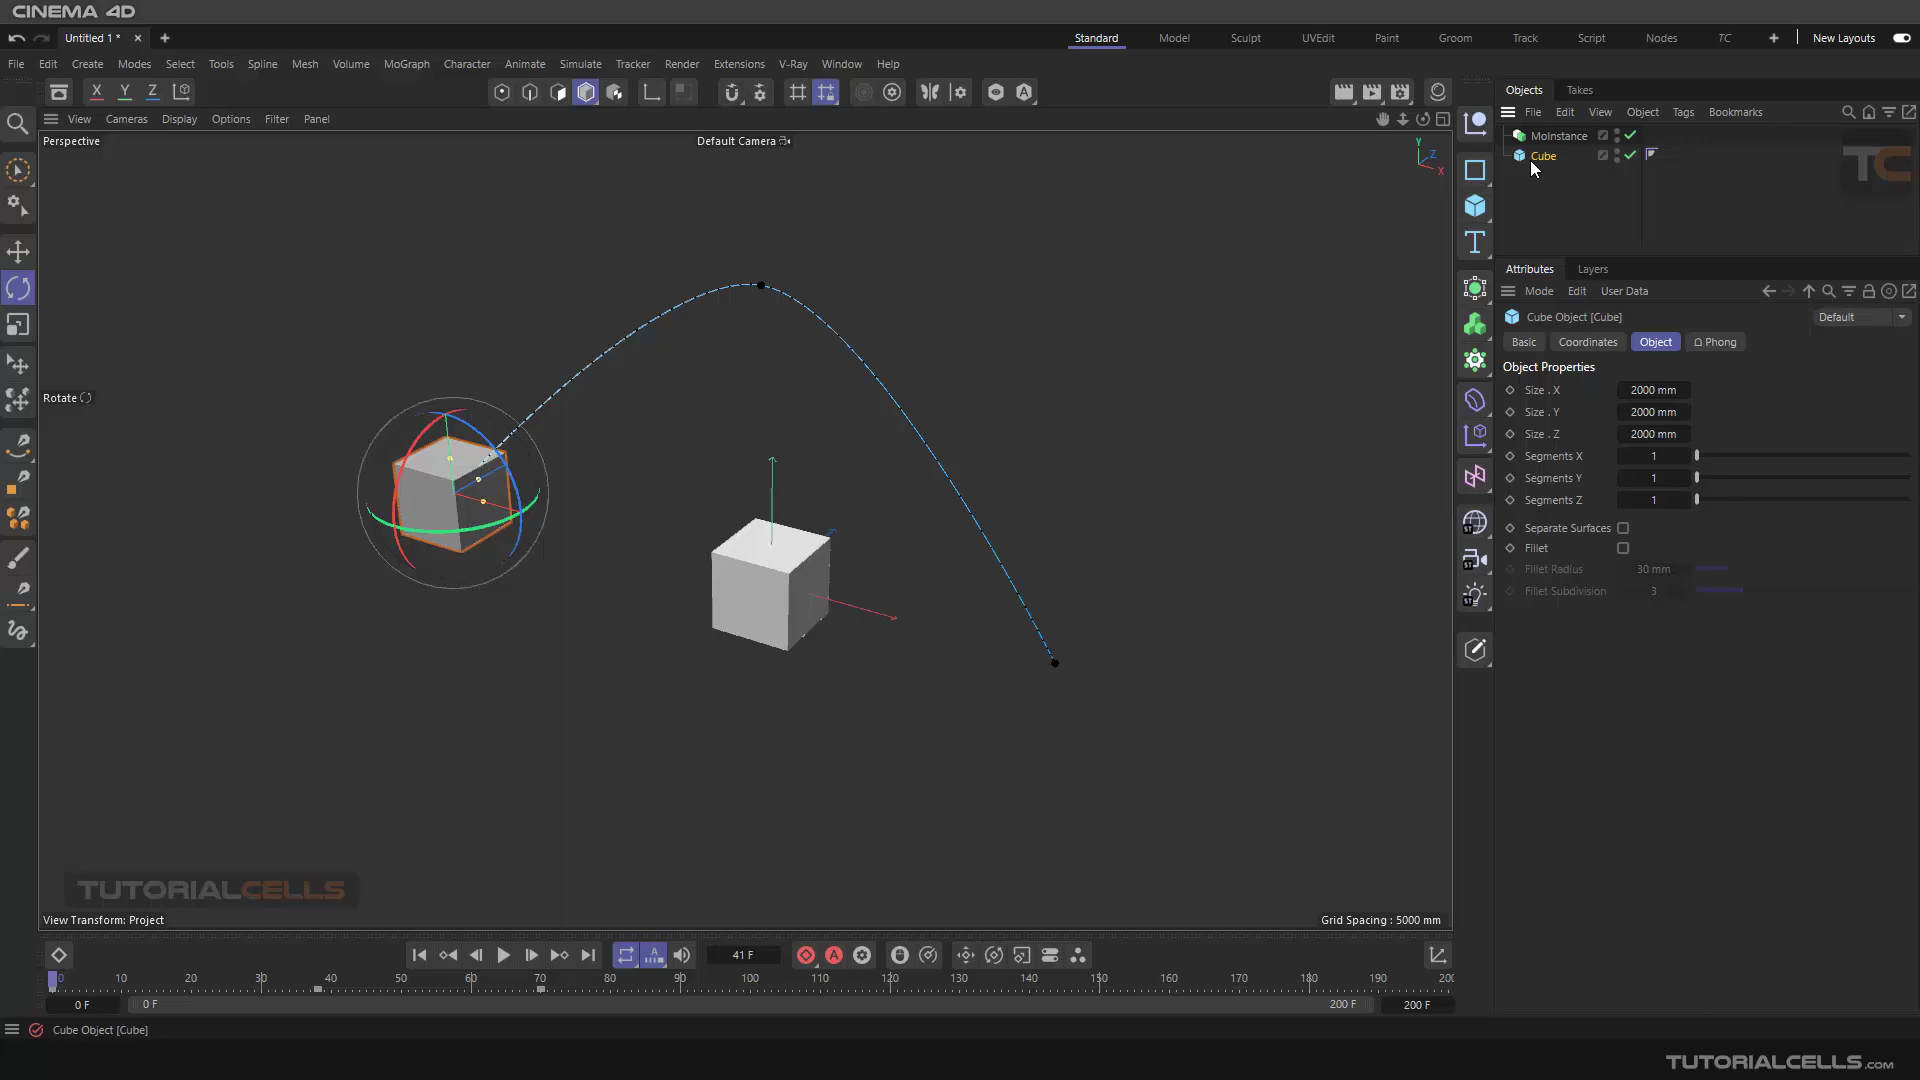 CINEMA 4D
Untitled 1 *
Standard Model Sculpt UVEdit Paint Groom Track Script Nodes TC New Layouts
File Edit Create Modes Select Tools Spline Mesh Volume MoGraph Character Animate Simulate Tracker Render Extensions V-Ray Window Help
X Y Z
Objects Takes
File Edit View Object Tags Bookmarks
View Cameras Display Options Filter Panel
Perspective
Default Camera
Y
Z
X
MoInstance
Cube
TC
Attributes Layers
Mode Edit User Data
Cube Object [Cube]
Default
Basic Coordinates Object Phong
Object Properties
Size . X 2000 mm
Size . Y 2000 mm
Size . Z 2000 mm
Segments X 1
Segments Y 1
Segments Z 1
Separate Surfaces
Fillet
Fillet Radius 30 mm
Fillet Subdivision 3
Rotate
ST
ST
ST
TUTORIALCELLS
View Transform: Project
Grid Spacing : 5000 mm
41 F
0 10 20 30 40 50 60 70 80 90 100 110 120 130 140 150 160 170 180 190 200
0 F 0 F 200 F 200 F
Cube Object [Cube]
TUTORIALCELLS.COM